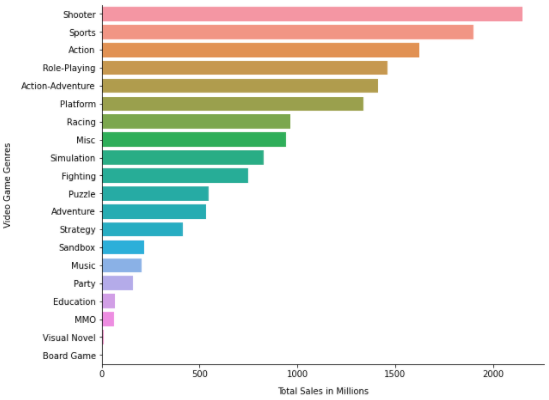 Video Game Genres
Shooter
Sports
Action
Role-Playing
Action-Adventure
Platform
Racing
Misc
Simulation
Fighting
Puzzle
Adventure
Strategy
Sandbox
Music
Party
Education
MMO
Visual Novel
Board Game
0 500 1000 1500 2000
Total Sales in Millions